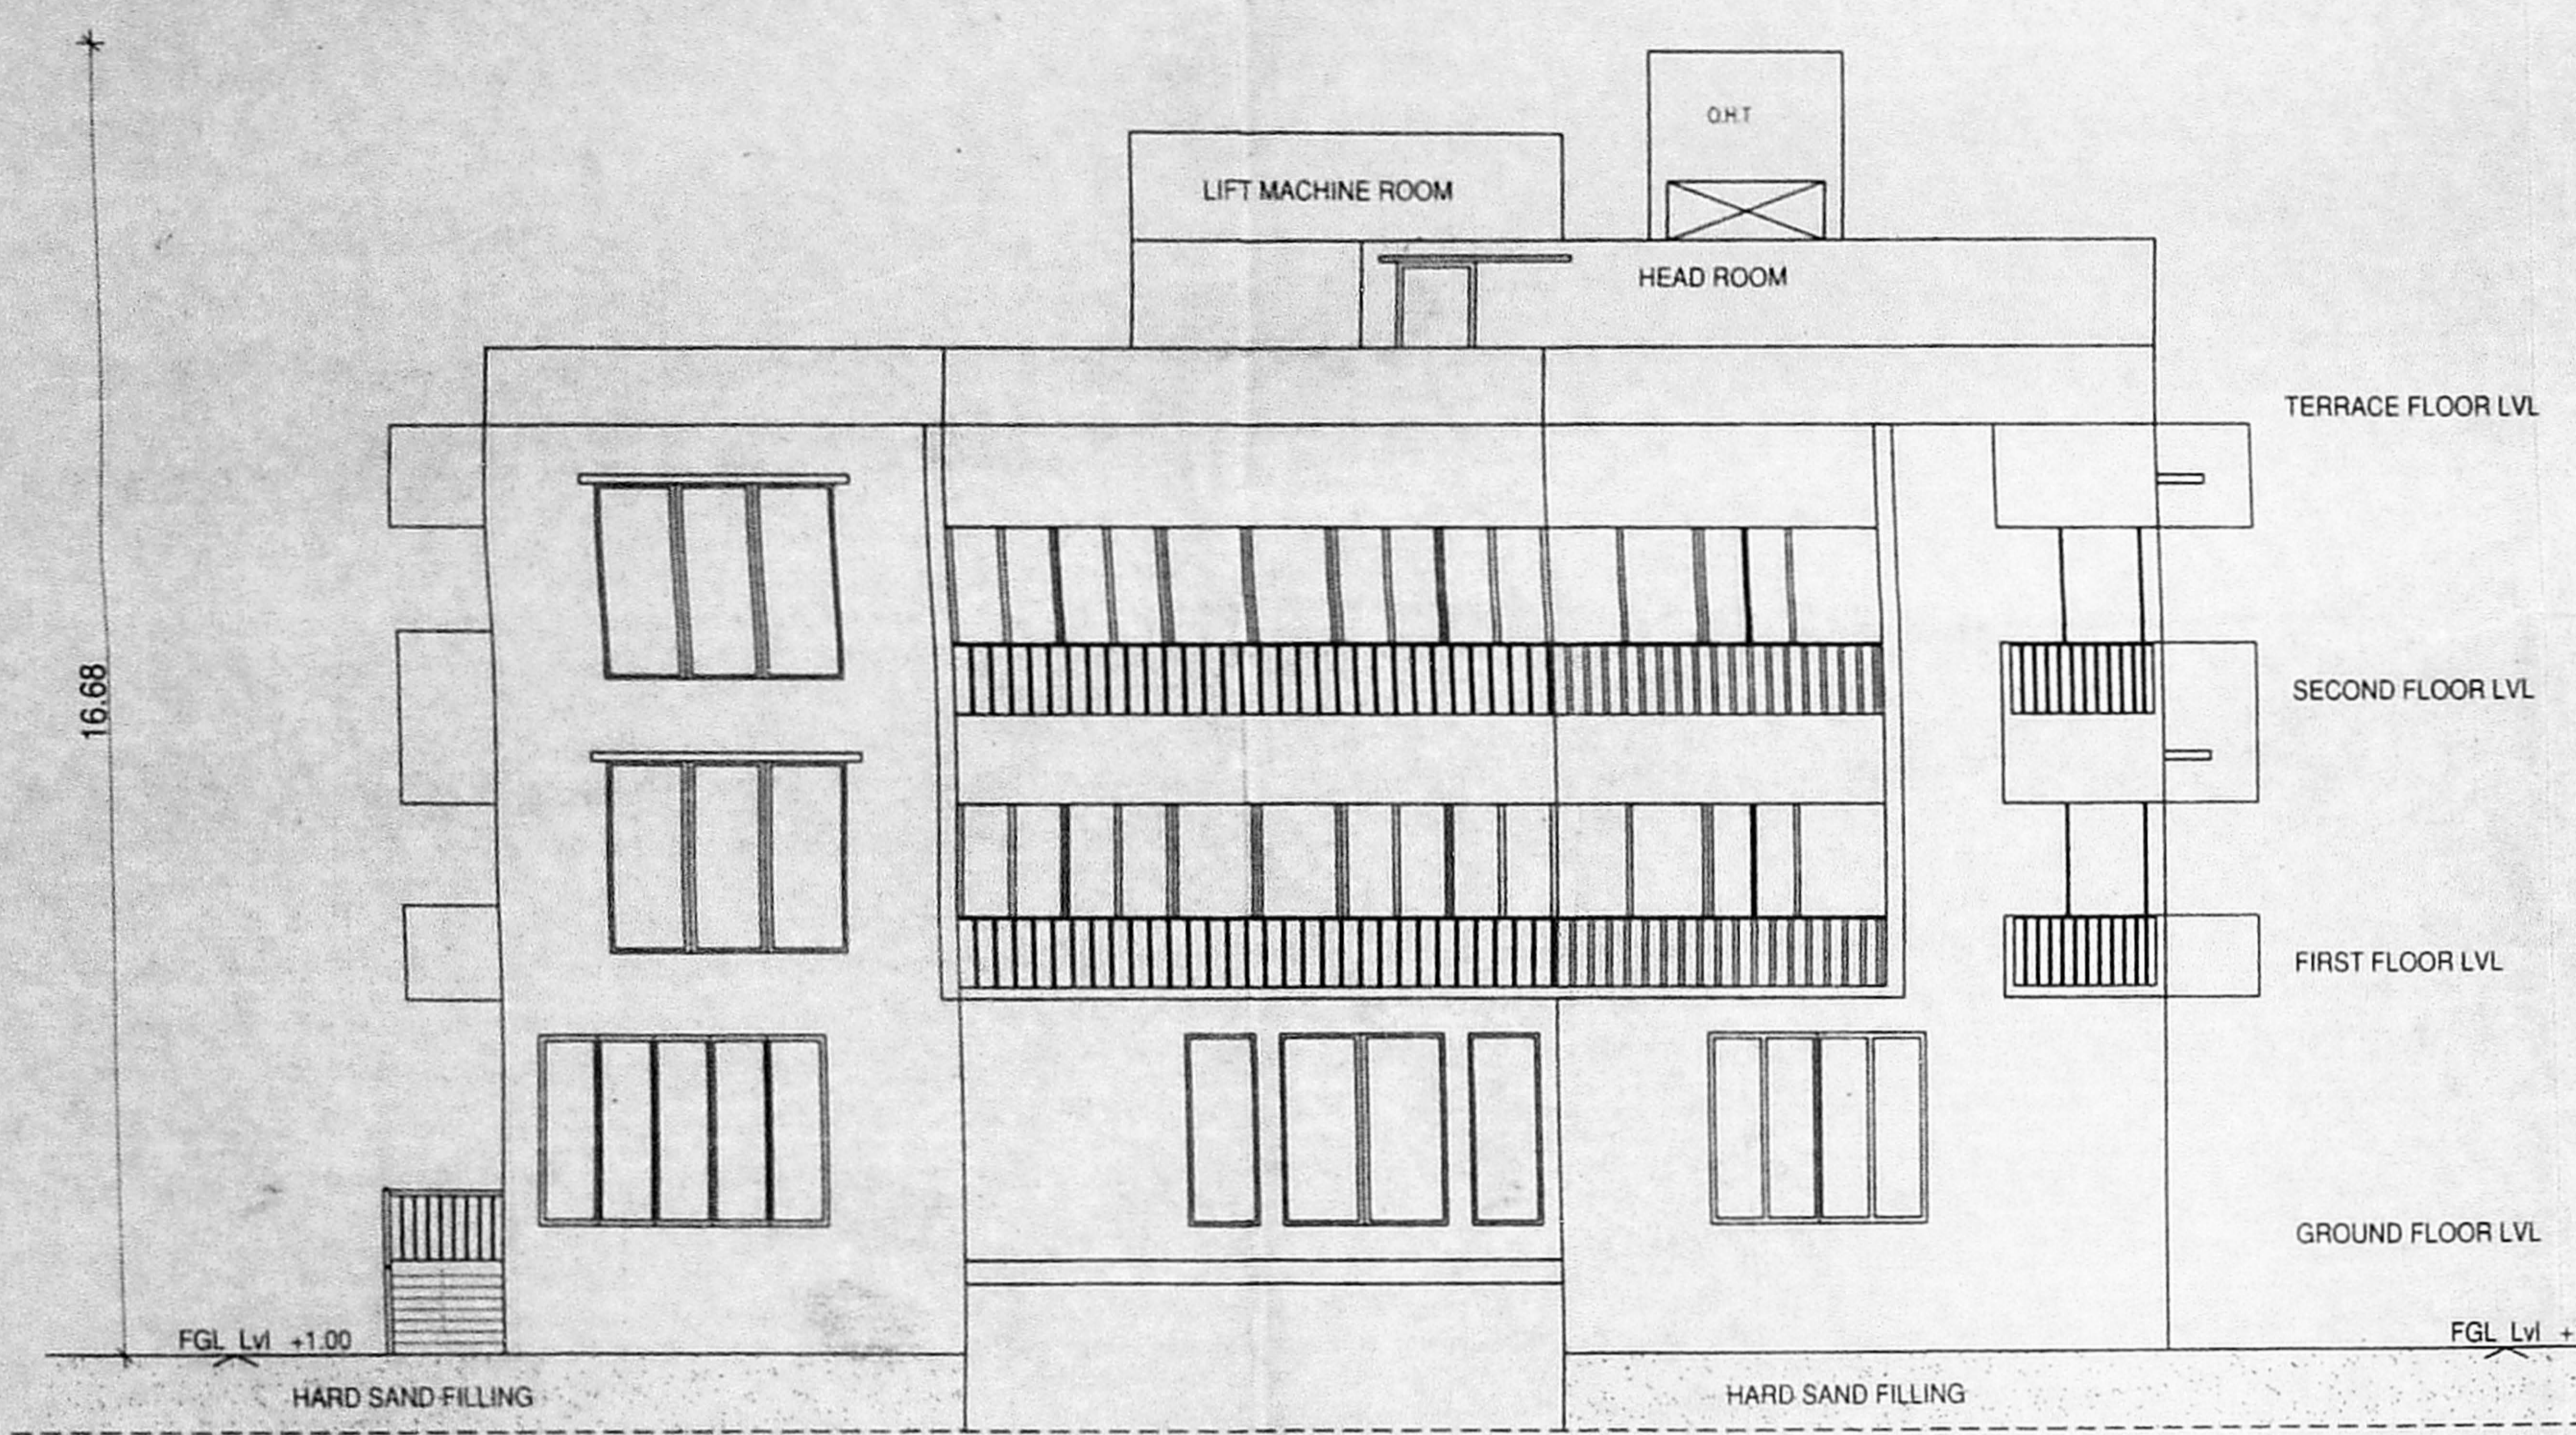 O.H.T
LIFT MACHINE ROOM
HEAD ROOM
TERRACE FLOOR LVL
16.68
SECOND FLOOR LVL
FIRST FLOOR LVL
GROUND FLOOR LVL
FGL Lvl +1.00
FGL Lvl +
HARD SAND FILLING
HARD SAND FILLING